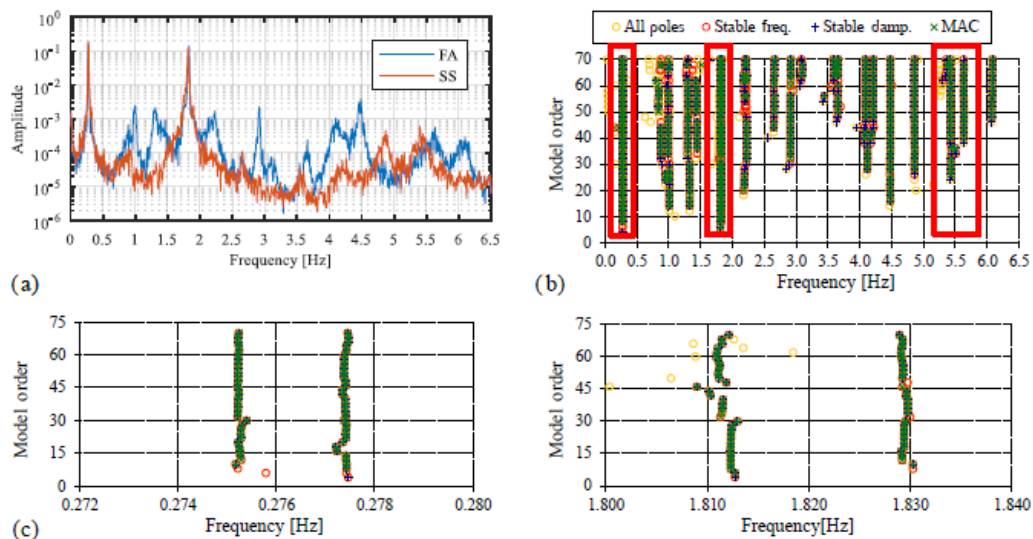 10^1
10^0
10^-1
10^-2
10^-3
10^-4
10^-5
10^-6
Amplitude
FA
SS
0 0.5 1 1.5 2 2.5 3 3.5 4 4.5 5 5.5 6 6.5
Frequency [Hz]
(a)
All poles Stable freq. Stable damp. MAC
70
60
50
40
30
20
10
0
Model order
0.0 0.5 1.0 1.5 2.0 2.5 3.0 3.5 4.0 4.5 5.0 5.5 6.0 6.5
Frequency [Hz]
(b)
75
60
45
30
15
0
Model order
0.272 0.274 0.276 0.278 0.280
Frequency [Hz]
(c)
75
60
45
30
15
0
Model order
1.800 1.810 1.820 1.830 1.840
Frequency[Hz]